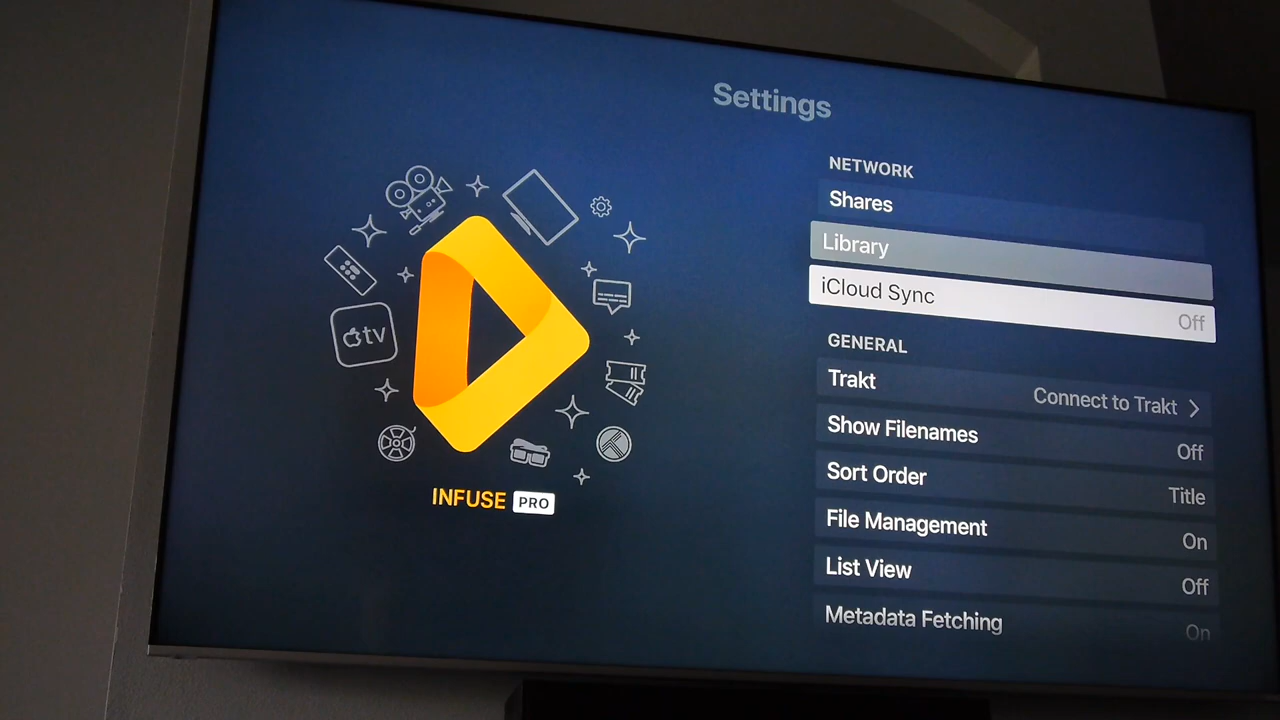 Settings
NETWORK
Shares
Library
iCloud Sync Off
GENERAL
Trakt Connect to Trakt
Show Filenames Off
Sort Order Title
File Management On
List View Off
Metadata Fetching On
tv
INFUSE PRO